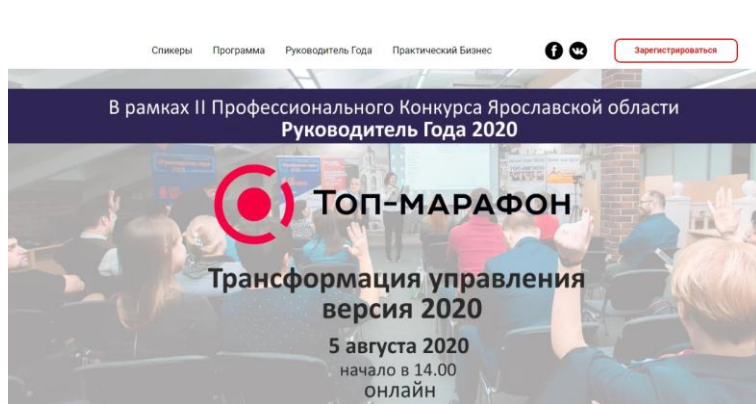 Спикеры Программа Руководитель Года Практический Бизнес Зарегистрироваться
В рамках II Профессионального Конкурса Ярославской области
Руководитель Года 2020
ТОП-МАРАФОН
Трансформация управления
версия 2020
5 августа 2020
начало в 14.00
онлайн